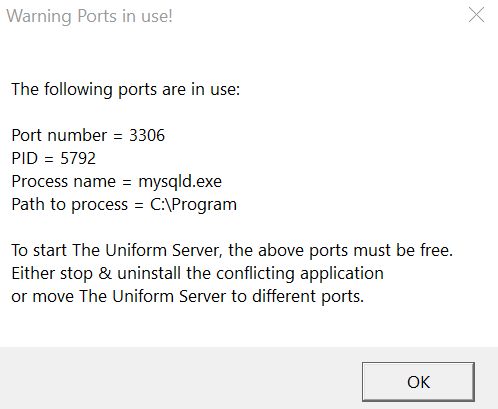 Warning Ports in use!
The following ports are in use:
Port number = 3306
PID = 5792
Process name = mysqld.exe
Path to process = C:\Program
To start The Uniform Server, the above ports must be free.
Either stop & uninstall the conflicting application
or move The Uniform Server to different ports.
OK